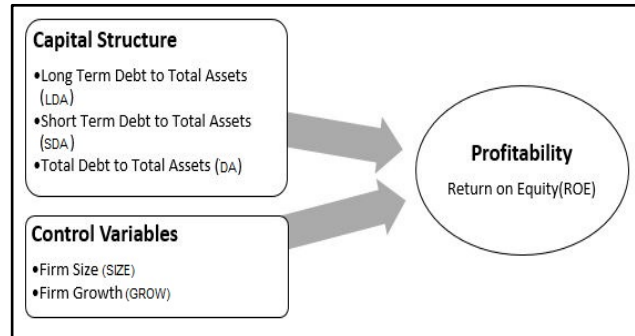 Capital Structure
•Long Term Debt to Total Assets
(LDA)
•Short Term Debt to Total Assets
(SDA)
•Total Debt to Total Assets (DA)
Control Variables
•Firm Size (SIZE)
•Firm Growth (GROW)
Profitability
Return on Equity(ROE)